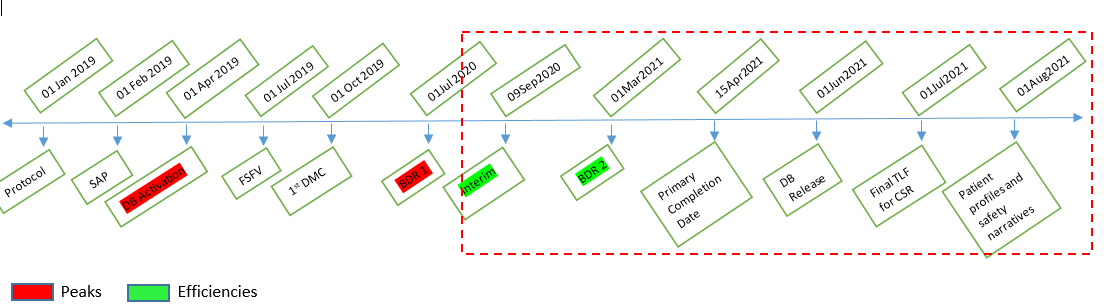 01 Jan 2019
01 Feb 2019
01 Apr 2019
01 Jul 2019
01 Oct 2019
01Jul 2020
09Sep2020
01Mar2021
15Apr2021
01Jun2021
01Jul2021
01Aug2021
Protocol
SAP
DB Activation
FSFV
1st DMC
BDR 1
Interim
BDR 2
Primary
Completion
Date
DB
Release
Final TLF
for CSR
Patient
profiles and
safety
narratives
Peaks
Efficiencies